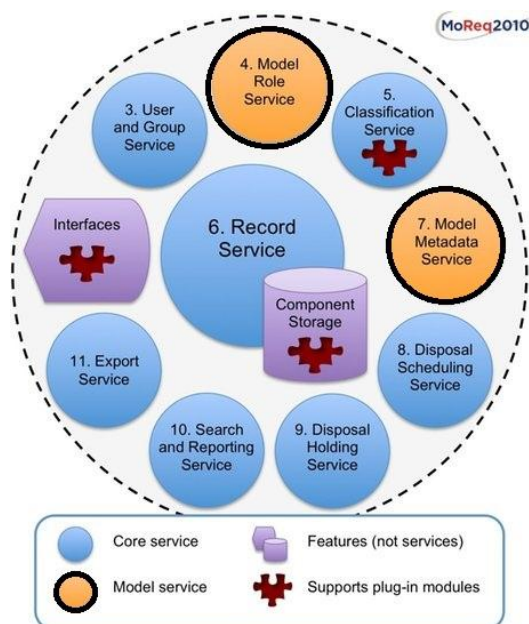 MoReq2010
4. Model
Role
Service
3. User
and Group
Service
5.
Classification
Service
Interfaces
6. Record
Service
7. Model
Metadata
Service
Component
Storage
11. Export
Service
8. Disposal
Scheduling
Service
10. Search
and Reporting
Service
9. Disposal
Holding
Service
Core service
Features (not services)
Model service
Supports plug-in modules